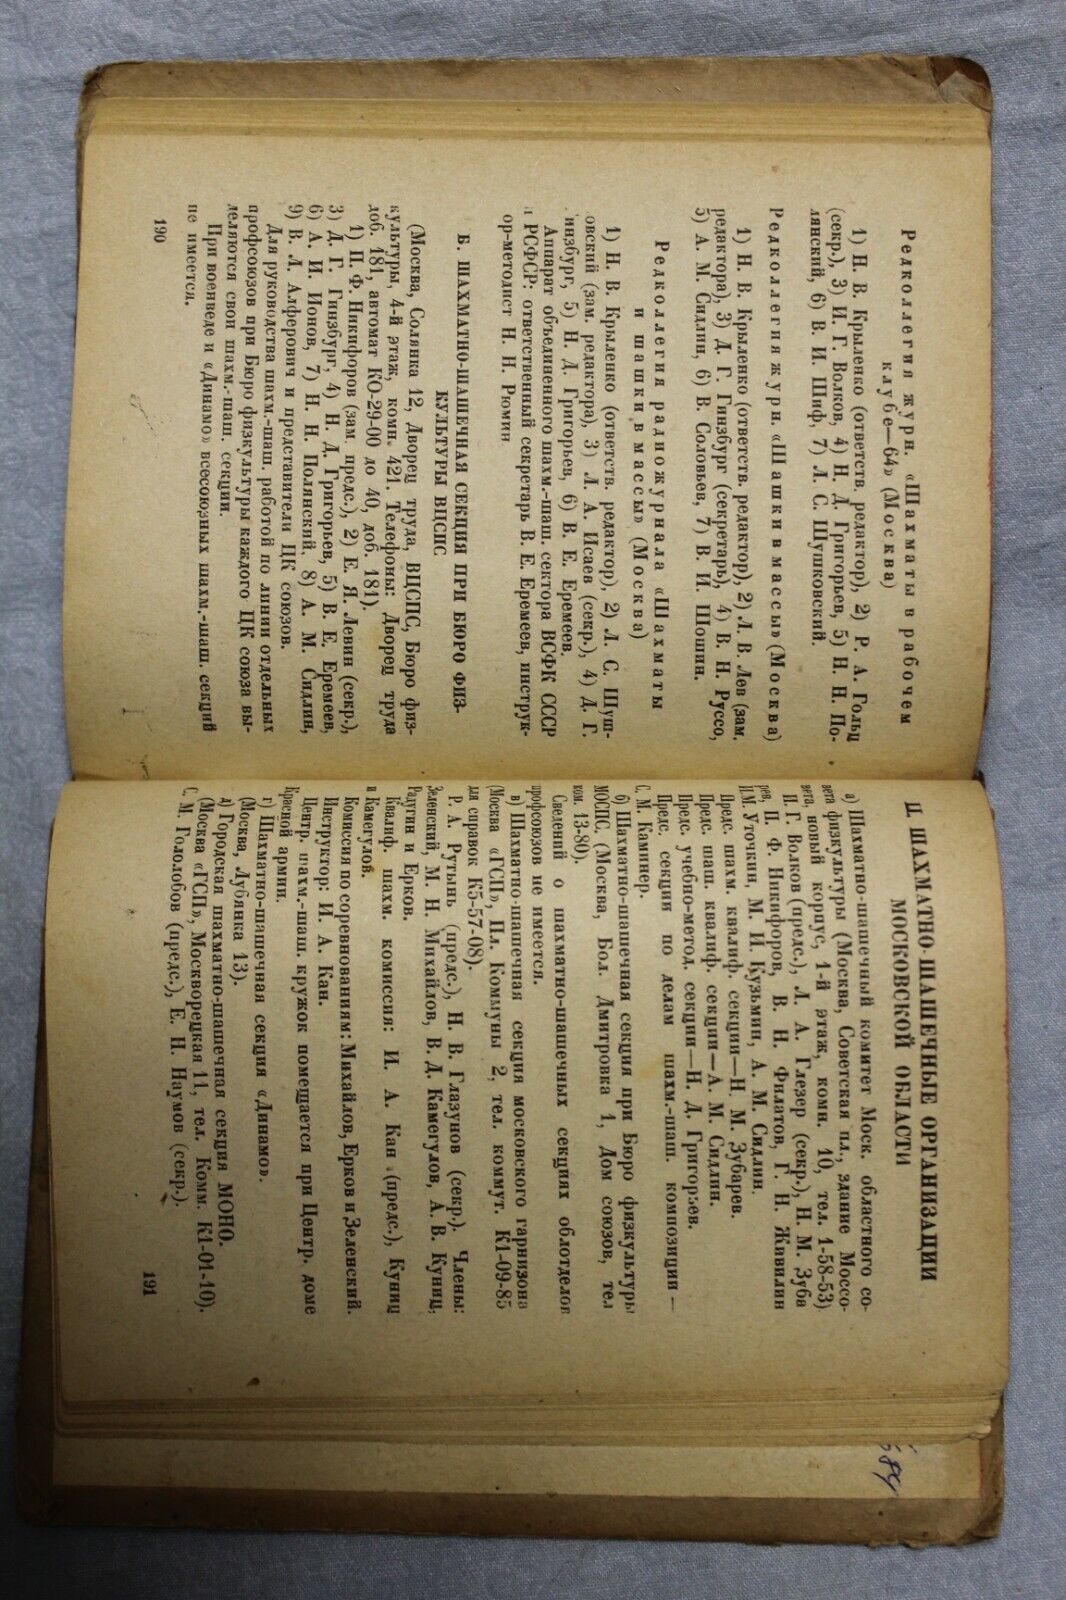 Редколлегия журн. «Шахматы в рабочем
клубе—64» (Москва)
1) Н. В. Крыленко (ответств. редактор), 2) Р. А. Гольц
(секр.), 3) И. Г. Волков, 4) Н. Д. Григорьев, 5) Н. Н. По-
лянский, 6) В. И. Шиф, 7) Л. С. Шушковский.
Редколлегия журн. «Шашки в массы» (Москва)
1) Н. В. Крыленко (ответств. редактор), 2) Л. В. Лев (зам.
редактора), 3) Д. Г. Гинзбург (секретарь), 4) В. Н. Руссо,
5) А. М. Сидлин, 6) В. Соловьев, 7) В. И. Шошин.
Редколлегия радиожурнала «Шахматы
и шашки в массы» (Москва)
1) Н. В. Крыленко (ответств. редактор), 2) Л. С. Шуш-
овский (зам. редактора), 3) Л. А. Исаев (секр.), 4) Д. Г.
инзбург, 5) Н. Д. Григорьев, 6) В. Е. Еремеев.
Аппарат объединенного шахм.-шаш. сектора ВСФК СССР
и РСФСР: ответственный секретарь В. Е. Еремеев, инструк-
ор-методист Н. Н. Рюмин
Б. ШАХМАТНО-ШАШЕЧНАЯ СЕКЦИЯ ПРИ БЮРО ФИЗ-
КУЛЬТУРЫ ВЦСПС
(Москва, Солянка 12, Дворец труда, ВЦСПС, Бюро физ-
культуры, 4-й этаж, комн. 421. Телефоны: Дворец труда
доб. 181, автомат КО-29-00 до 40, доб. 181).
1) П. Ф. Никифоров (зам. предс.), 2) Е. Я. Левин (секр.),
3) Д. Г. Гинзбург, 4) Н. Д. Григорьев, 5) В. Е. Еремеев,
6) А. И. Ионов, 7) Н. Н. Полянский, 8) А. М. Сидлин,
9) В. Л. Алферович и представители ЦК союзов.
Для руководства шахм.-шаш. работой по линии отдельных
профсоюзов при Бюро физкультуры каждого ЦК союза вы-
деляются свои шахм.-шаш. секции.
При военведе и «Динамо» всесоюзных шахм.-шаш. секций
не имеется.
190
II. ШАХМАТНО-ШАШЕЧНЫЕ ОРГАНИЗАЦИИ
МОСКОВСКОЙ ОБЛАСТИ
а) Шахматно-шашечный комитет Моск. областного со-
вета физкультуры (Москва, Советская пл., здание Моссо-
вета, новый корпус, 1-й этаж, комн. 10, тел. 1-58-53)
И. Г. Волков (предс.), Л. А. Глезер (секр.), Н. М. Зуба
рев, П. Ф. Никифоров, В. Н. Филатов, Г. Н. Живилин
И. М. Уточкин, М. И. Кузьмин, А. М. Сидлин.
Предс. шахм. квалиф. секции—Н. М. Зубарев.
Предс. шаш. квалиф. секции—А. М. Сидлин.
Предс. учебно-метод. секции—Н. Д. Григорьев.
Предс. секции по делам шахм.-шаш. композиции —
С. М. Каминер.
б) Шахматно-шашечная секция при Бюро физкультуры
МОСПС. (Москва, Бол. Дмитровка 1, Дом союзов, тел
ком. 13-80).
Сведений о шахматно-шашечных секциях облотделов
профсоюзов не имеется.
в) Шахматно-шашечная секция московского гарнизона
(Москва «ГСП», Пл. Коммуны 2, тел. коммут. К1-09-85
для справок К5-57-08).
Р. А. Рутынь (предс.), Н. В. Глазунов (секр.). Члены:
Зеленский, М. Н. Михайлов, В. Д. Камегулов, А. В. Куниц,
Радугин и Ерков.
Квалиф. шахм. комиссия: И. А. Кан (предс.), Куниц
и Камегулов.
Комиссия по соревнованиям: Михайлов, Ерков и Зеленский.
Инструктор: И. А. Кан.
Центр. шахм.-шаш. кружок помещается при Центр. доме
Красной армии.
г) Шахматно-шашечная секция «Динамо».
(Москва, Лубянка 13).
д) Городская шахматно-шашечная секция МОНО.
(Москва «ГСП», Москворецкая 11, тел. Комм. К1-01-10).
С. М. Гололобов (предс.), Е. П. Наумов (секр.).
191